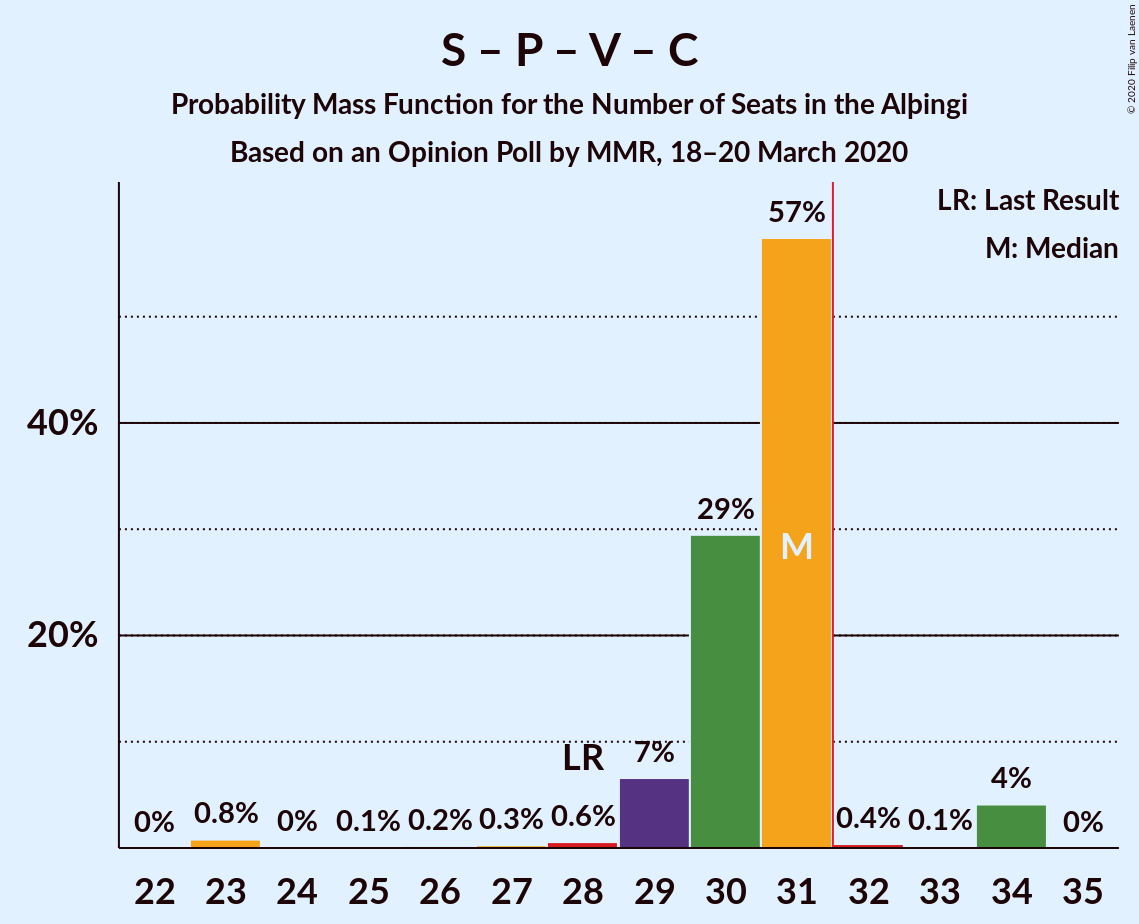 S – P – V – C
Probability Mass Function for the Number of Seats in the Alþingi
Based on an Opinion Poll by MMR, 18–20 March 2020
© 2020 Filip van Laenen
LR: Last Result
M: Median
57%
40%
29%
M
20%
LR
7%
4%
0%
0.8%
0%
0.1%
0.2%
0.3%
0.6%
0.4%
0.1%
0%
22 23 24 25 26 27 28 29 30 31 32 33 34 35